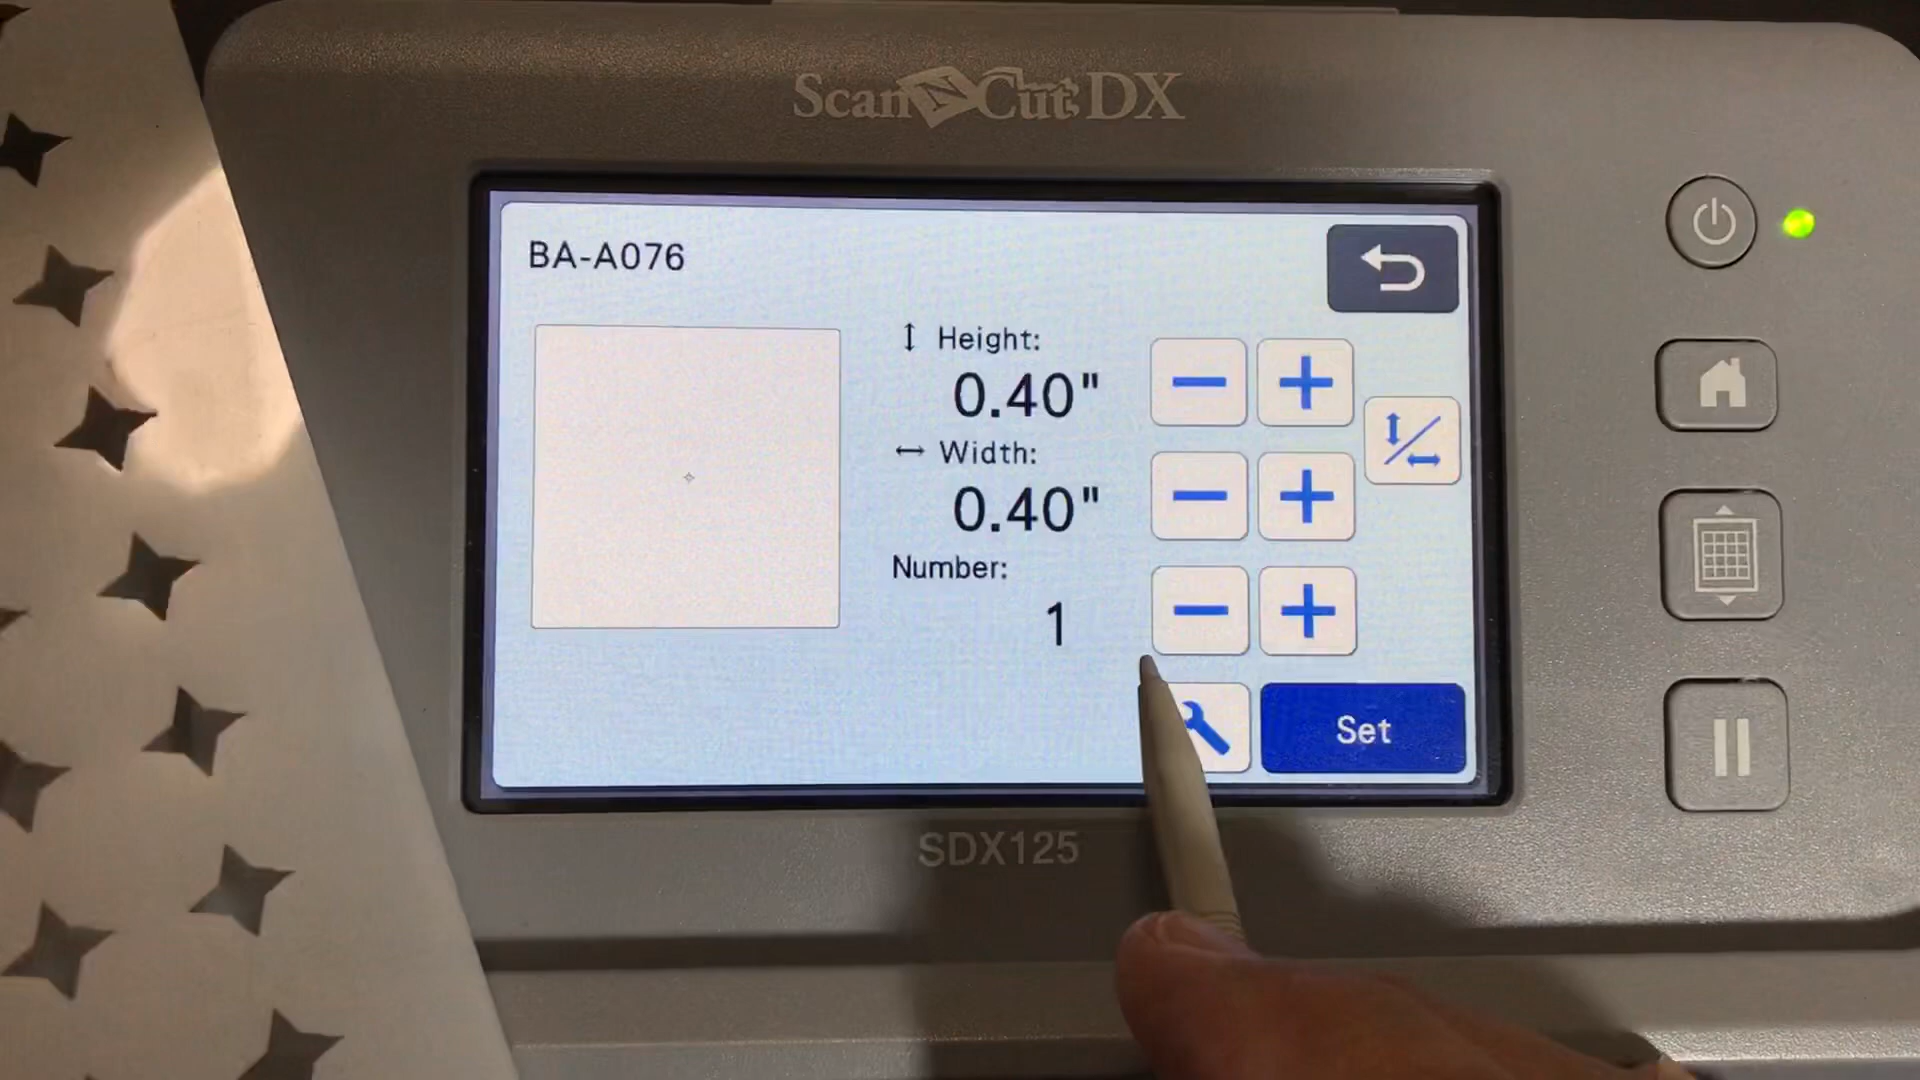 ScanNCut DX
BA-A076
Height:
0.40"
Width:
0.40"
Number:
1
Set
SDX125